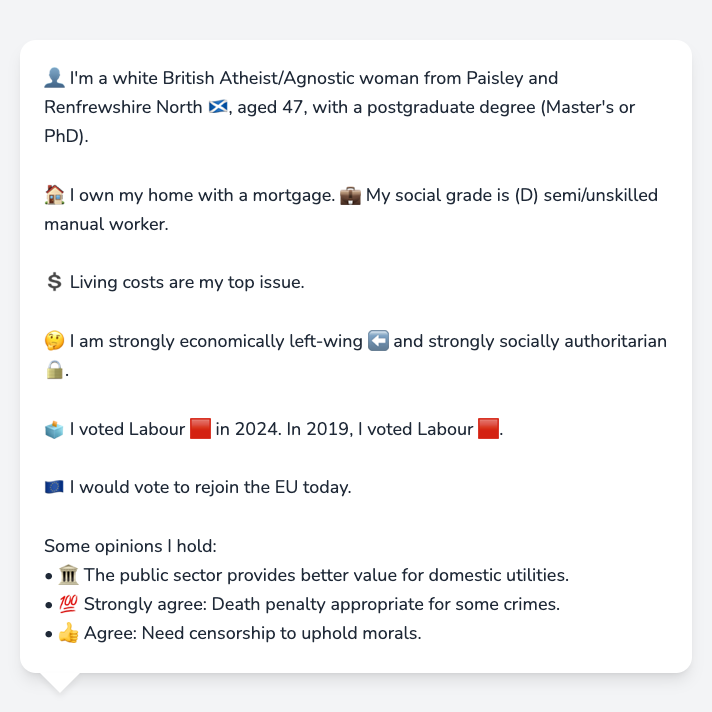 👤 I'm a white British Atheist/Agnostic woman from Paisley and
Renfrewshire North 🏴󠁧󠁢󠁳󠁣󠁴󠁿, aged 47, with a postgraduate degree (Master's or
PhD).
🏠 I own my home with a mortgage. 💼 My social grade is (D) semi/unskilled
manual worker.
💲 Living costs are my top issue.
🤔 I am strongly economically left-wing ⬅️ and strongly socially authoritarian
🔒.
🗳️ I voted Labour 🟥 in 2024. In 2019, I voted Labour 🟥.
🇪🇺 I would vote to rejoin the EU today.
Some opinions I hold:
• 🏛️ The public sector provides better value for domestic utilities.
• 💯 Strongly agree: Death penalty appropriate for some crimes.
• 👍 Agree: Need censorship to uphold morals.